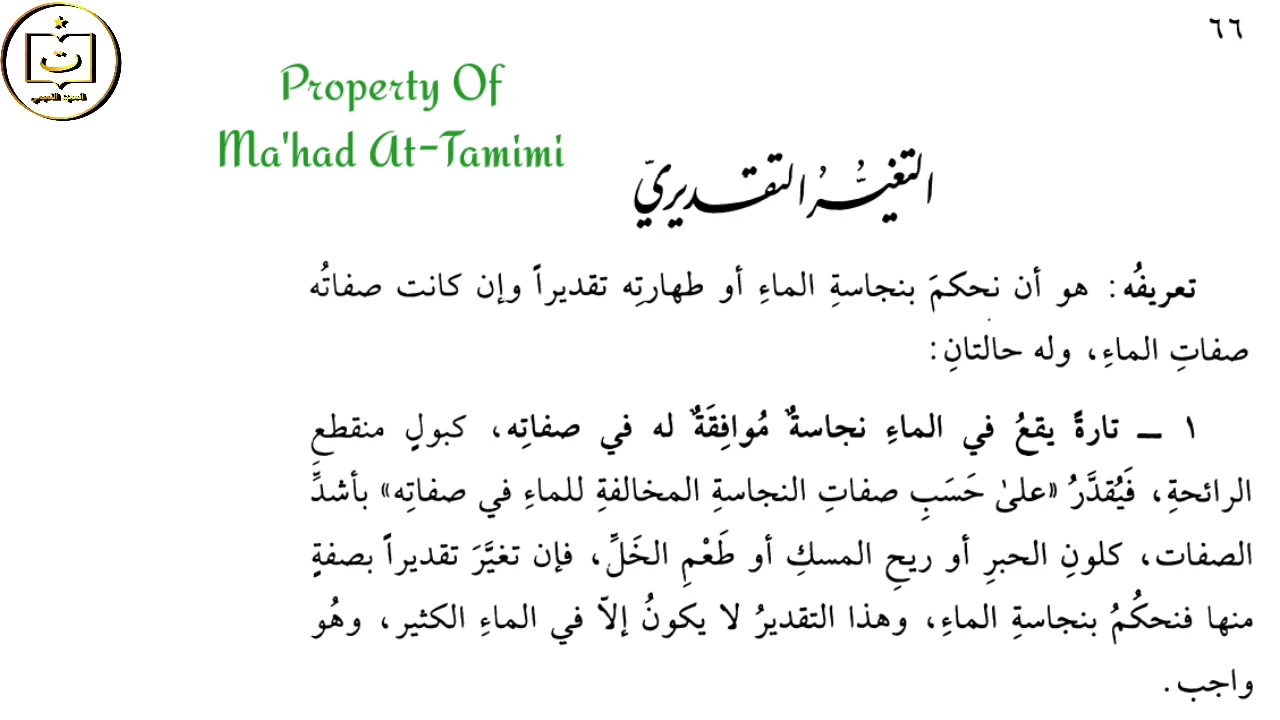 ٦٦
Property Of
Ma'had At-Tamimi
التغيُّرُ التقديريّ
تعريفُه: هو أن نحكمَ بنجاسةِ الماءِ أو طهارتِه تقديراً وإن كانت صفاتُه
صفاتِ الماءِ، وله حالتانِ:
١ ــ تارةً يقعُ في الماءِ نجاسةٌ مُوافِقَةٌ له في صفاتِه، كبولٍ منقطعِ
الرائحةِ، فَيُقدَّرُ «علىٰ حَسَبِ صفاتِ النجاسةِ المخالفةِ للماءِ في صفاتِه» بأشدِّ
الصفات، كلونِ الحبرِ أو ريحِ المسكِ أو طَعْمِ الخَلِّ، فإن تغيَّرَ تقديراً بصفةٍ
منها فنحكُمُ بنجاسةِ الماءِ، وهذا التقديرُ لا يكونُ إلاّ في الماءِ الكثير، وهُو
واجب.